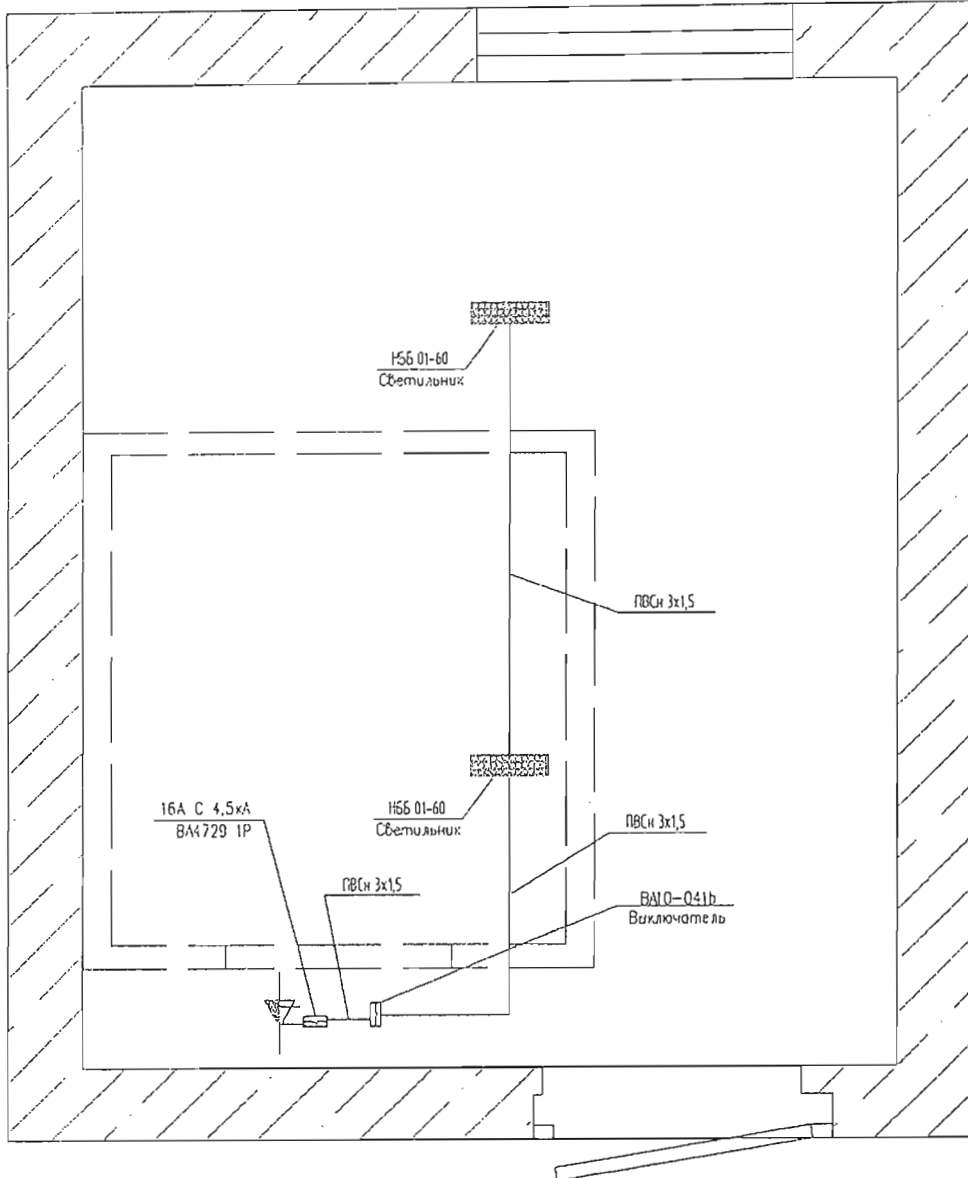 НББ 01-60
Светильник
ПВСн 3х1,5
16А С 4,5кА
ВА4729 1Р
НББ 01-60
Светильник
ПВСн 3х1,5
ПВСн 3х1,5
ВА10-041b
Виключатель